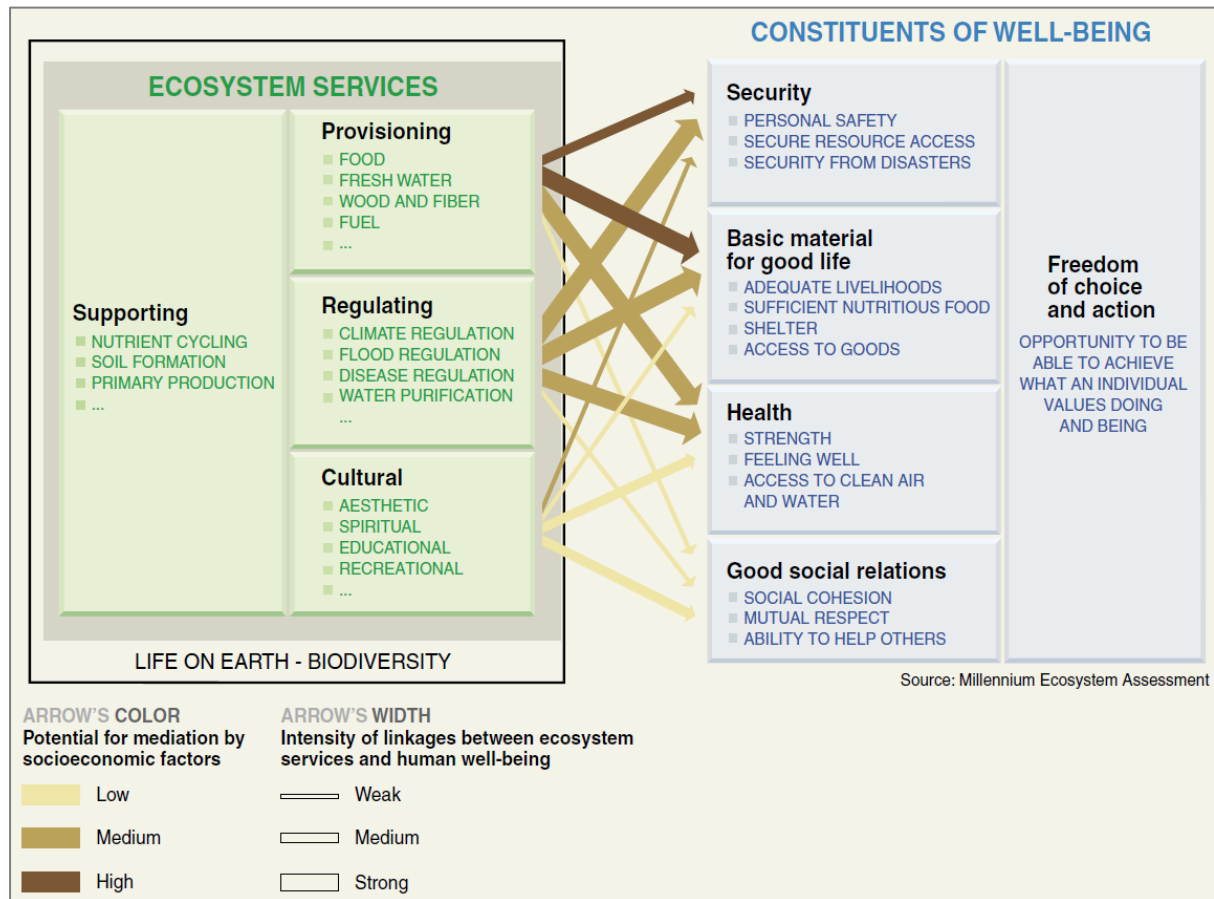 CONSTITUENTS OF WELL-BEING
ECOSYSTEM SERVICES
Supporting
NUTRIENT CYCLING
SOIL FORMATION
PRIMARY PRODUCTION
...
Provisioning
FOOD
FRESH WATER
WOOD AND FIBER
FUEL
...
Regulating
CLIMATE REGULATION
FLOOD REGULATION
DISEASE REGULATION
WATER PURIFICATION
...
Cultural
AESTHETIC
SPIRITUAL
EDUCATIONAL
RECREATIONAL
...
LIFE ON EARTH - BIODIVERSITY
Security
PERSONAL SAFETY
SECURE RESOURCE ACCESS
SECURITY FROM DISASTERS
Basic material
for good life
ADEQUATE LIVELIHOODS
SUFFICIENT NUTRITIOUS FOOD
SHELTER
ACCESS TO GOODS
Health
STRENGTH
FEELING WELL
ACCESS TO CLEAN AIR
AND WATER
Good social relations
SOCIAL COHESION
MUTUAL RESPECT
ABILITY TO HELP OTHERS
Freedom
of choice
and action
OPPORTUNITY TO BE
ABLE TO ACHIEVE
WHAT AN INDIVIDUAL
VALUES DOING
AND BEING
Source: Millennium Ecosystem Assessment
ARROW'S COLOR
Potential for mediation by
socioeconomic factors
Low
Medium
High
ARROW'S WIDTH
Intensity of linkages between ecosystem
services and human well-being
Weak
Medium
Strong